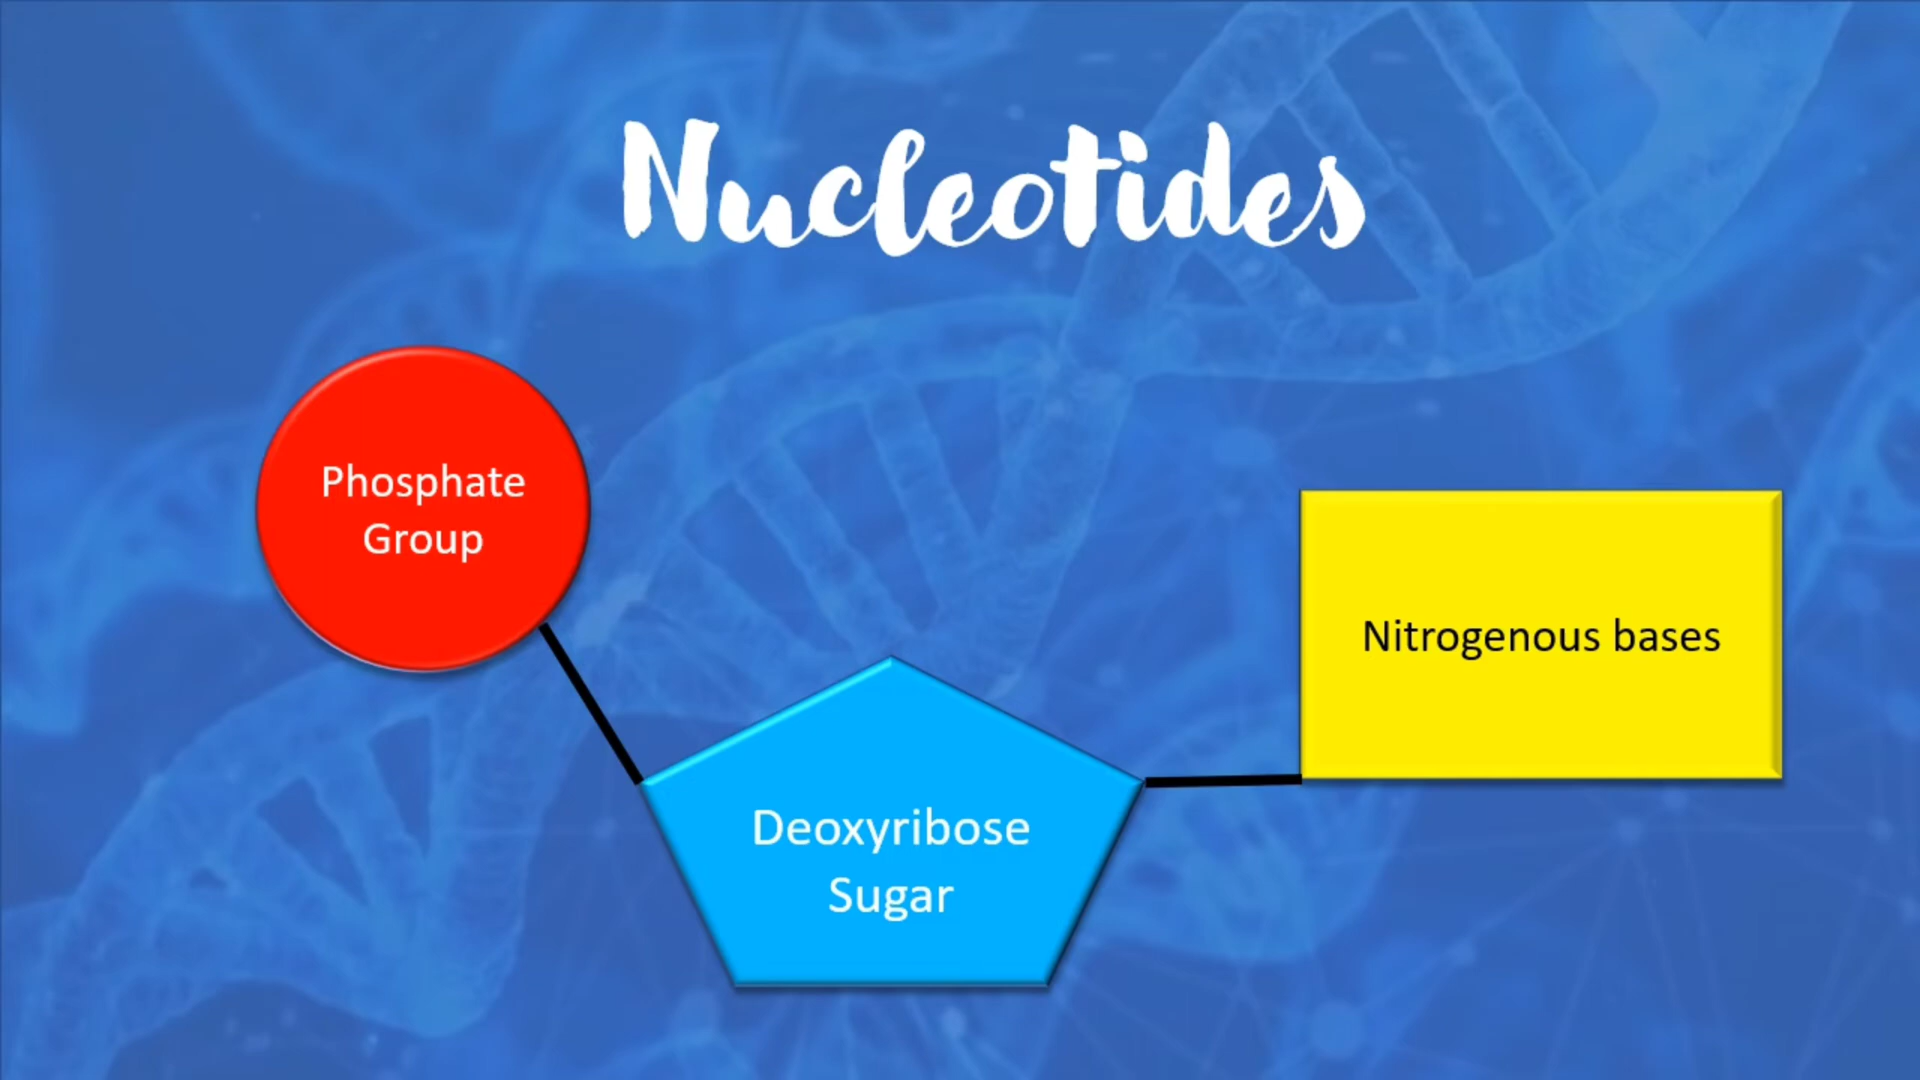 Nucleotides
Phosphate
Group
Nitrogenous bases
Deoxyribose
Sugar